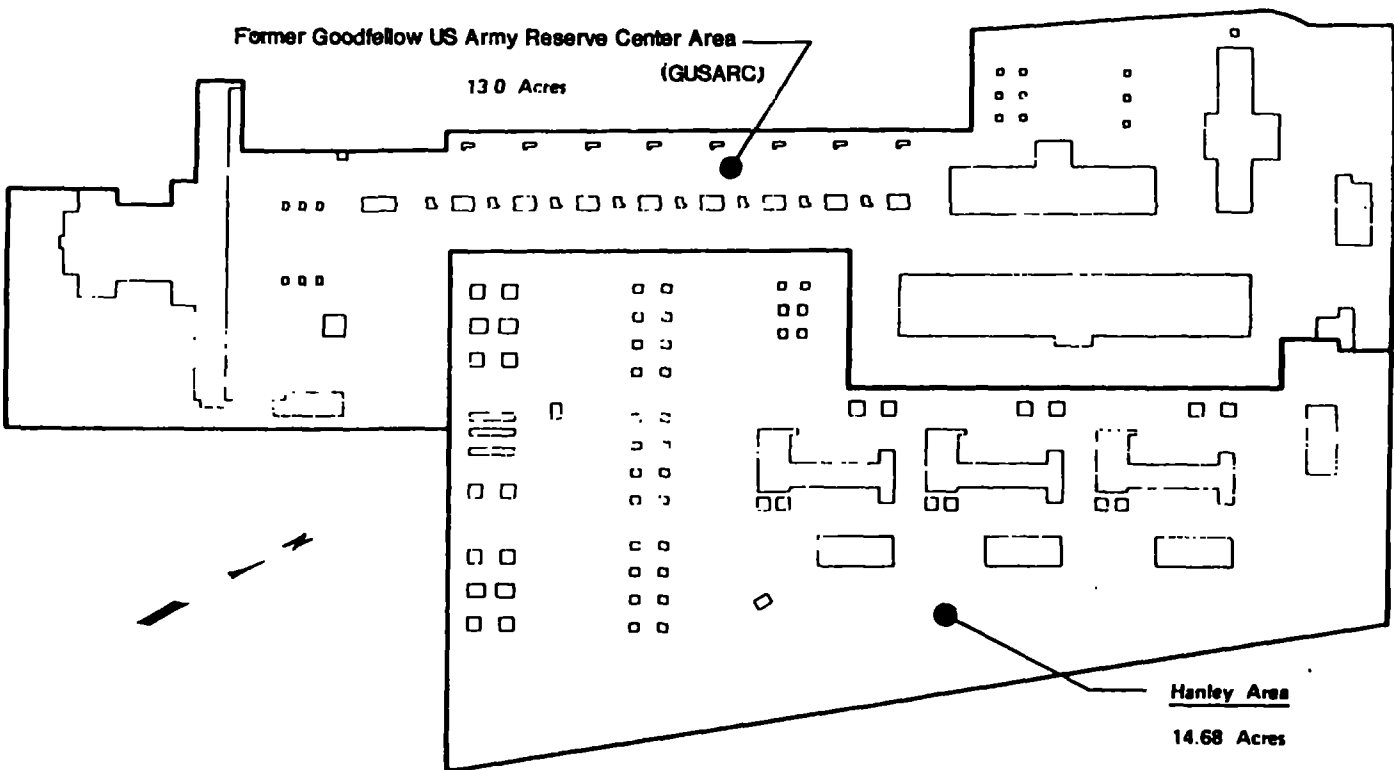 Former Goodfellow US Army Reserve Center Area
(GUSARC)
13 0 Acres
Hanley Area
14.68 Acres